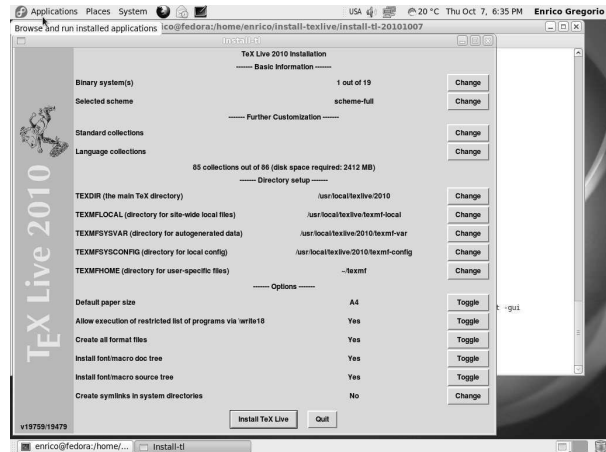 Applications Places System USA 20 °C Thu Oct 7, 6:35 PM Enrico Gregorio
Browse and run installed applications
ico@fedora:/home/enrico/install-texlive/install-tl-20101007
Install-tl
TeX Live 2010 Installation
------- Basic Information -------
Binary system(s) 1 out of 19 Change
Selected scheme scheme-full Change
------- Further Customization -------
Standard collections Change
Language collections Change
85 collections out of 86 (disk space required: 2412 MB)
------- Directory setup -------
TEXDIR (the main TeX directory) /usr/local/texlive/2010 Change
TEXMFLOCAL (directory for site-wide local files) /usr/local/texlive/texmf-local Change
TEXMFSYSVAR (directory for autogenerated data) /usr/local/texlive/2010/texmf-var Change
TEXMFSYSCONFIG (directory for local config) /usr/local/texlive/2010/texmf-config Change
TEXMFHOME (directory for user-specific files) ~/texmf Change
------- Options -------
Default paper size A4 Toggle
t -gui
Allow execution of restricted list of programs via \write18 Yes Toggle
Create all format files Yes Toggle
Install font/macro doc tree Yes Toggle
Install font/macro source tree Yes Toggle
Create symlinks in system directories No Change
Install TeX Live Quit
TEX Live 2010
v19759/19479
enrico@fedora:/home/... Install-tl